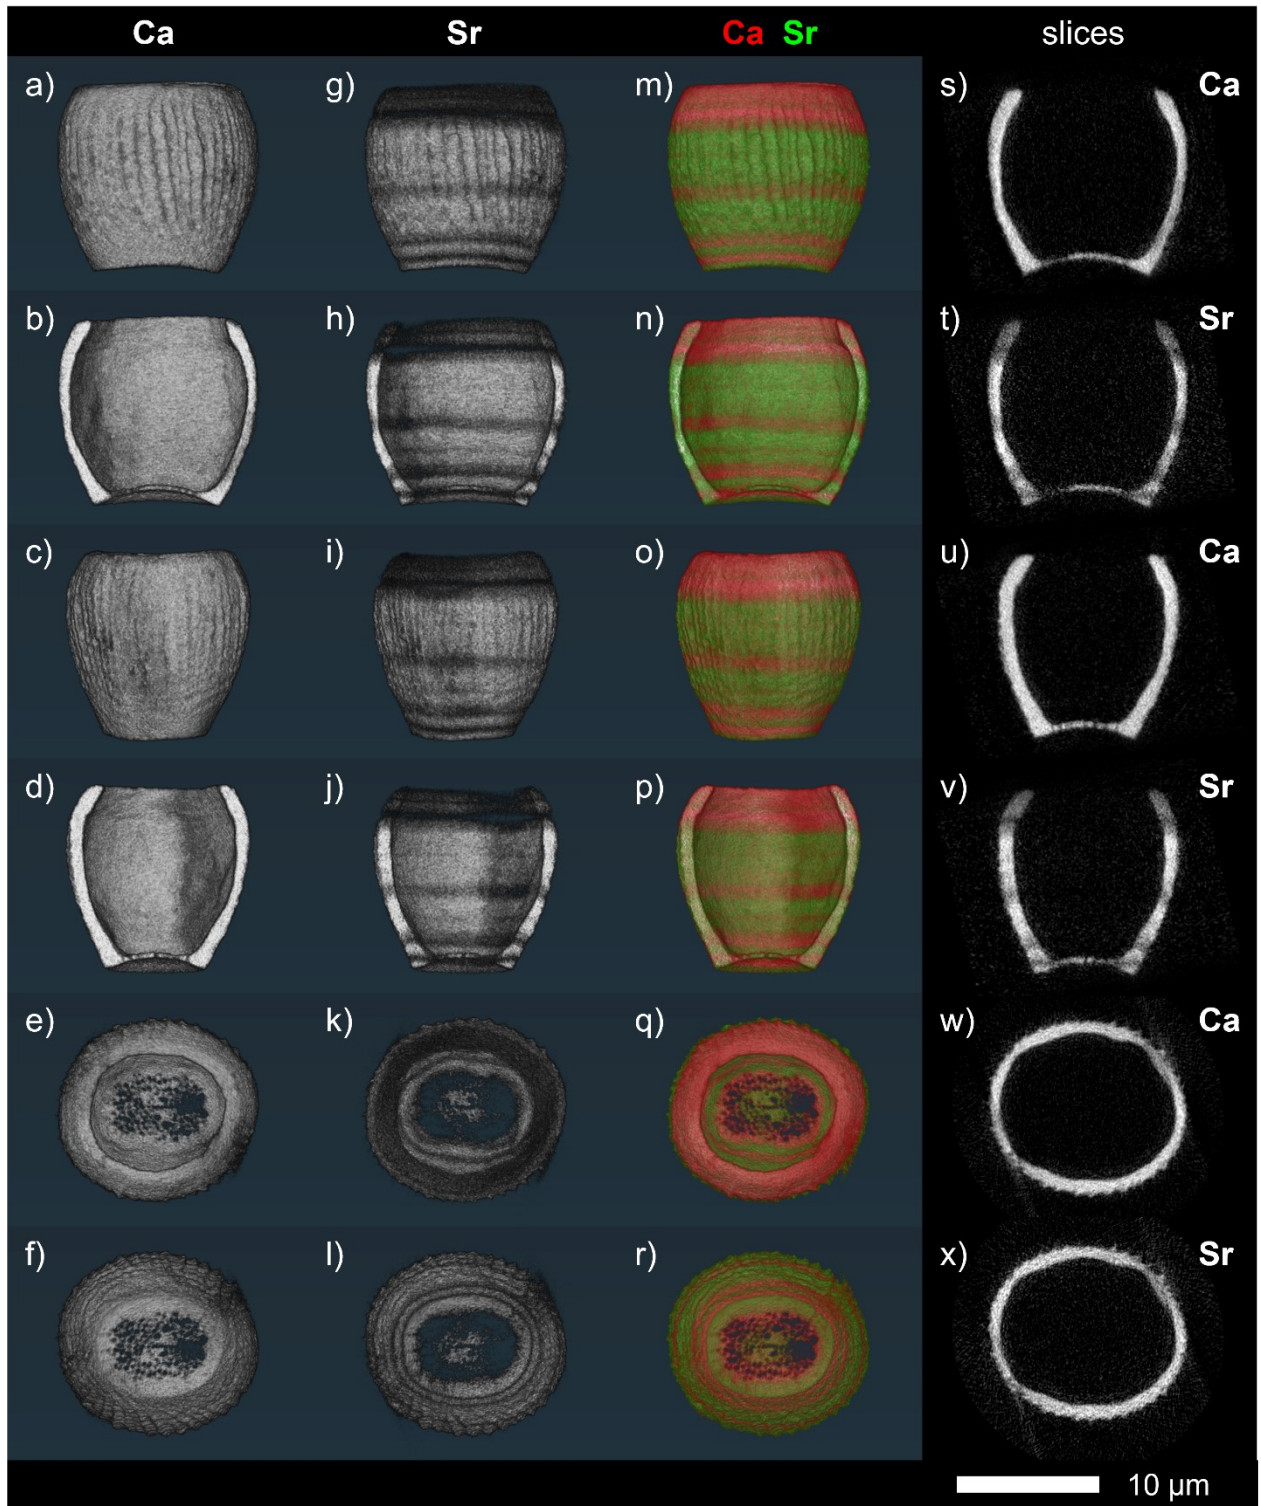 Ca Sr Ca Sr slices
a) g) m) s) Ca
b) h) n) t) Sr
c) i) o) u) Ca
d) j) p) v) Sr
e) k) q) w) Ca
f) l) r) x) Sr
10 µm